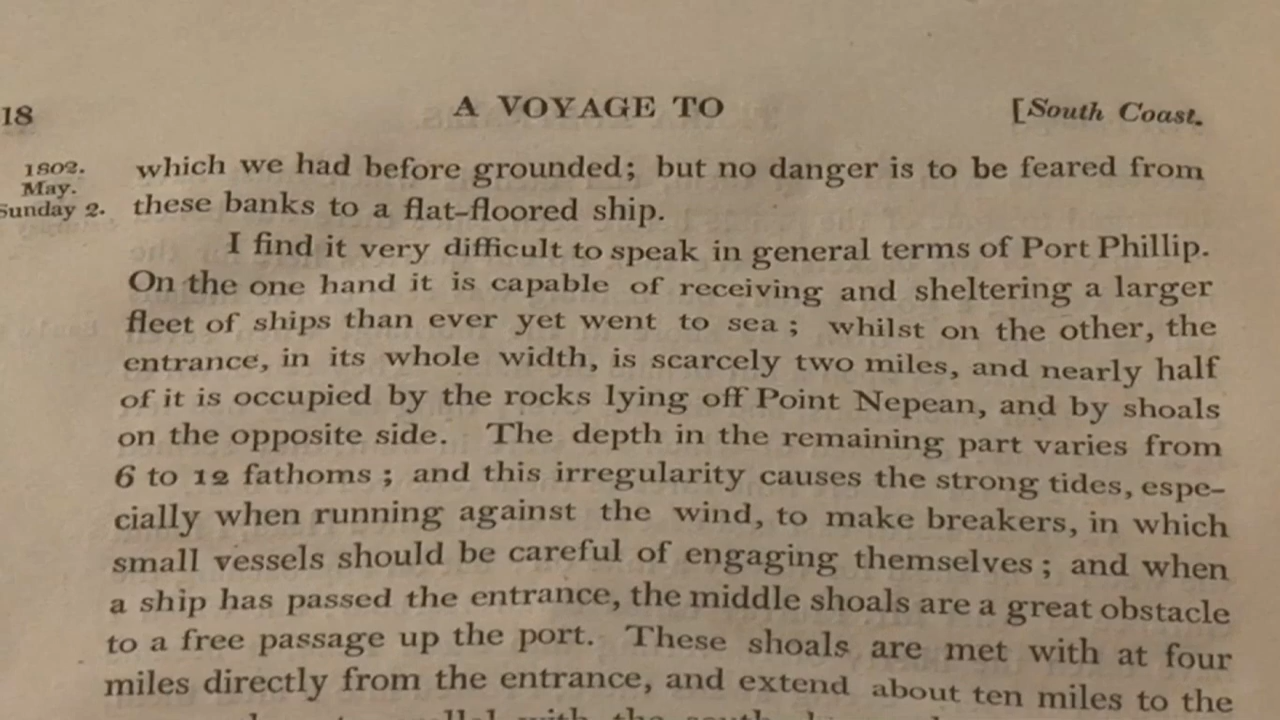 18 A VOYAGE TO [South Coast.
1802.
May.
Sunday 2.
which we had before grounded; but no danger is to be feared from
these banks to a flat-floored ship.
I find it very difficult to speak in general terms of Port Phillip.
On the one hand it is capable of receiving and sheltering a larger
fleet of ships than ever yet went to sea; whilst on the other, the
entrance, in its whole width, is scarcely two miles, and nearly half
of it is occupied by the rocks lying off Point Nepean, and by shoals
on the opposite side. The depth in the remaining part varies from
6 to 12 fathoms; and this irregularity causes the strong tides, espe-
cially when running against the wind, to make breakers, in which
small vessels should be careful of engaging themselves; and when
a ship has passed the entrance, the middle shoals are a great obstacle
to a free passage up the port. These shoals are met with at four
miles directly from the entrance, and extend about ten miles to the